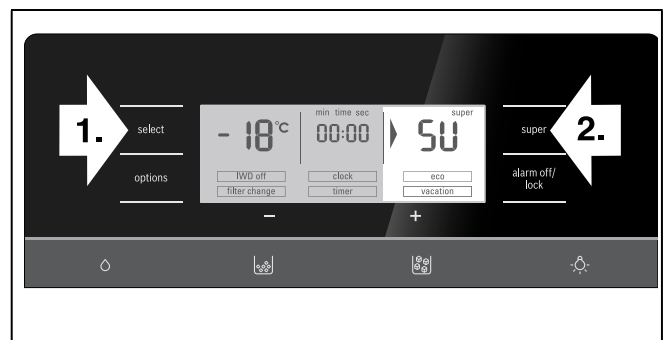 1.
select
options
- 18°C
min time sec
00:00
super
SU
IWD off
filter change
clock
timer
eco
vacation
super
2.
alarm off/
lock
−
+